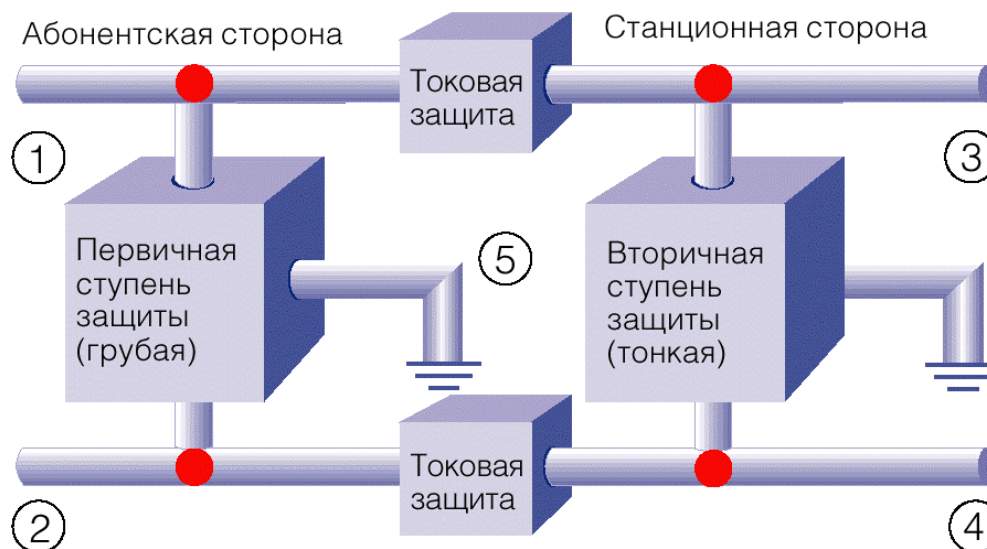 Абонентская сторона
Станционная сторона
Токовая
защита
1
3
Первичная
ступень
защиты
(грубая)
5
Вторичная
ступень
защиты
(тонкая)
Токовая
защита
2
4